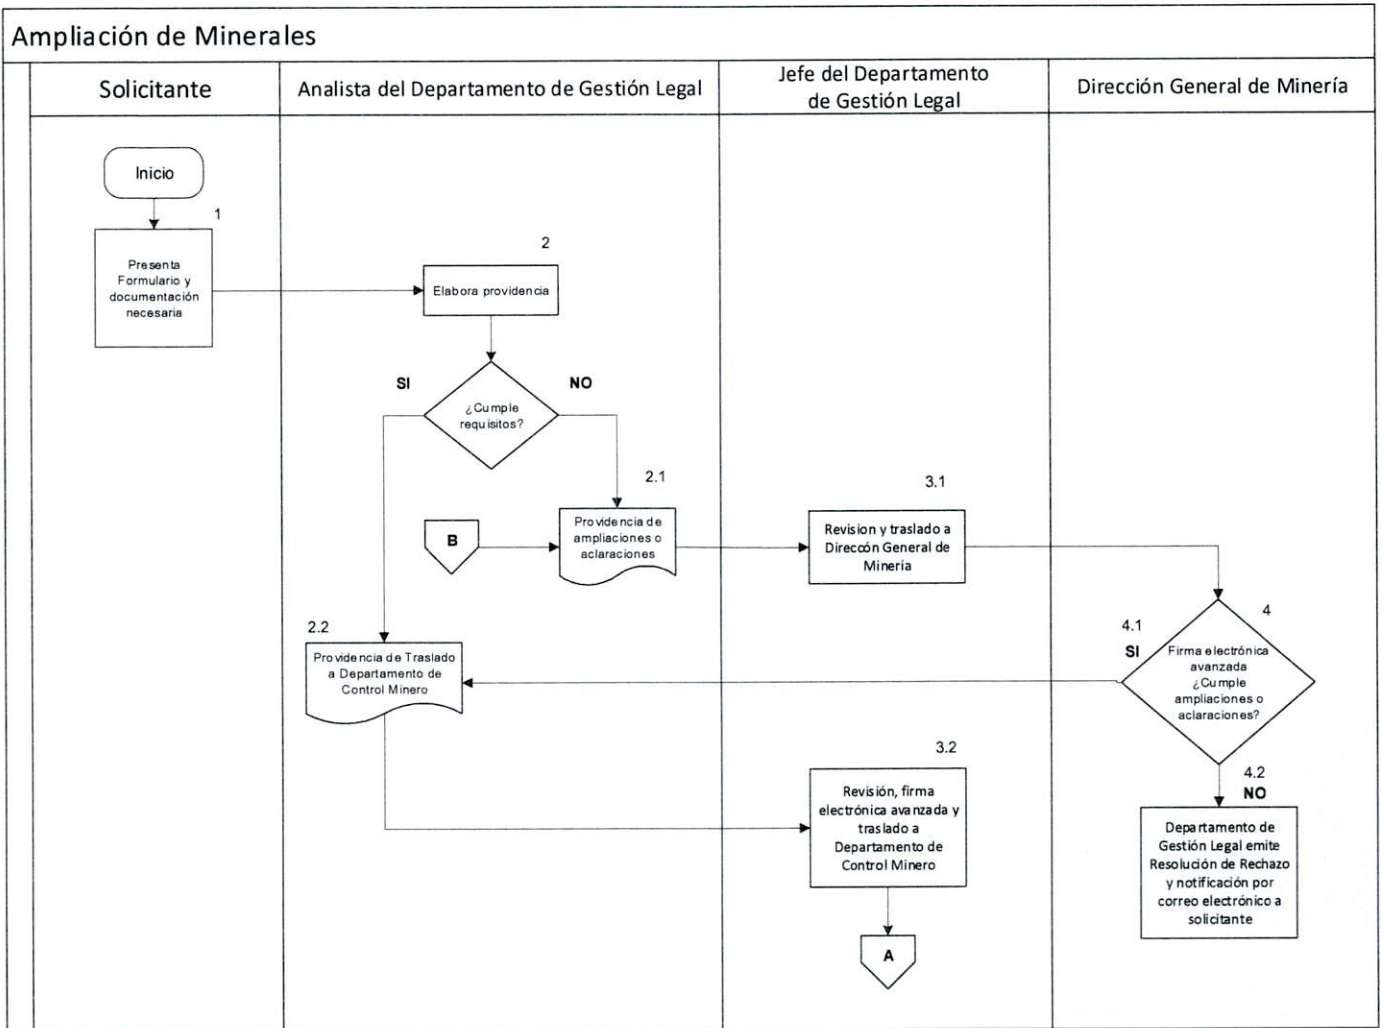 Ampliación de Minerales
Solicitante
Analista del Departamento de Gestión Legal
Jefe del Departamento
de Gestión Legal
Dirección General de Minería
Inicio
1
Presenta
Formulario y
documentación
necesaria
2
Elabora providencia
SI
NO
¿Cumple
requisitos?
2.1
Providencia de
ampliaciones o
aclaraciones
B
3.1
Revision y traslado a
Direccón General de
Mineria
4
4.1
SI
Firma electrónica
avanzada
¿Cumple
ampliaciones o
aclaraciones?
2.2
Providencia de Traslado
a Departamento de
Control Minero
3.2
Revisión, firma
electrónica avanzada y
traslado a
Departamento de
Control Minero
4.2
NO
Departamento de
Gestión Legal emite
Resolución de Rechazo
y notificación por
correo electrónico a
solicitante
A